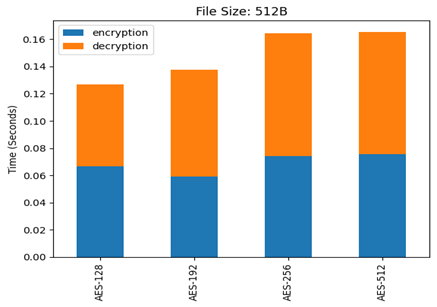 File Size: 512B
encryption
decryption
Time (Seconds)
0.16
0.14
0.12
0.10
0.08
0.06
0.04
0.02
0.00
AES-128
AES-192
AES-256
AES-512